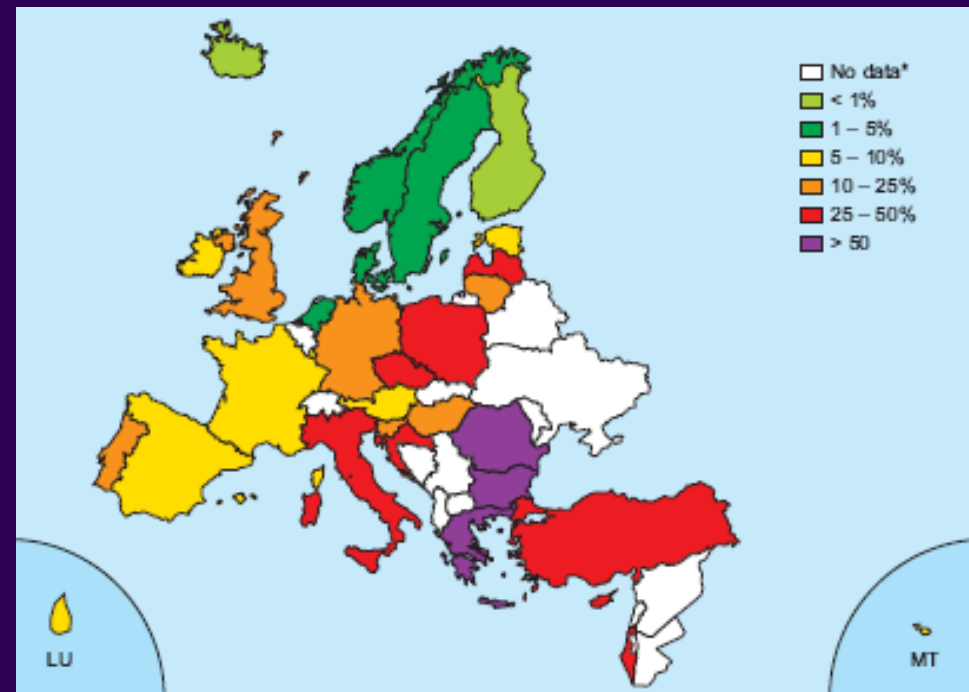 No data*
< 1%
1 – 5%
5 – 10%
10 – 25%
25 – 50%
> 50
LU
MT